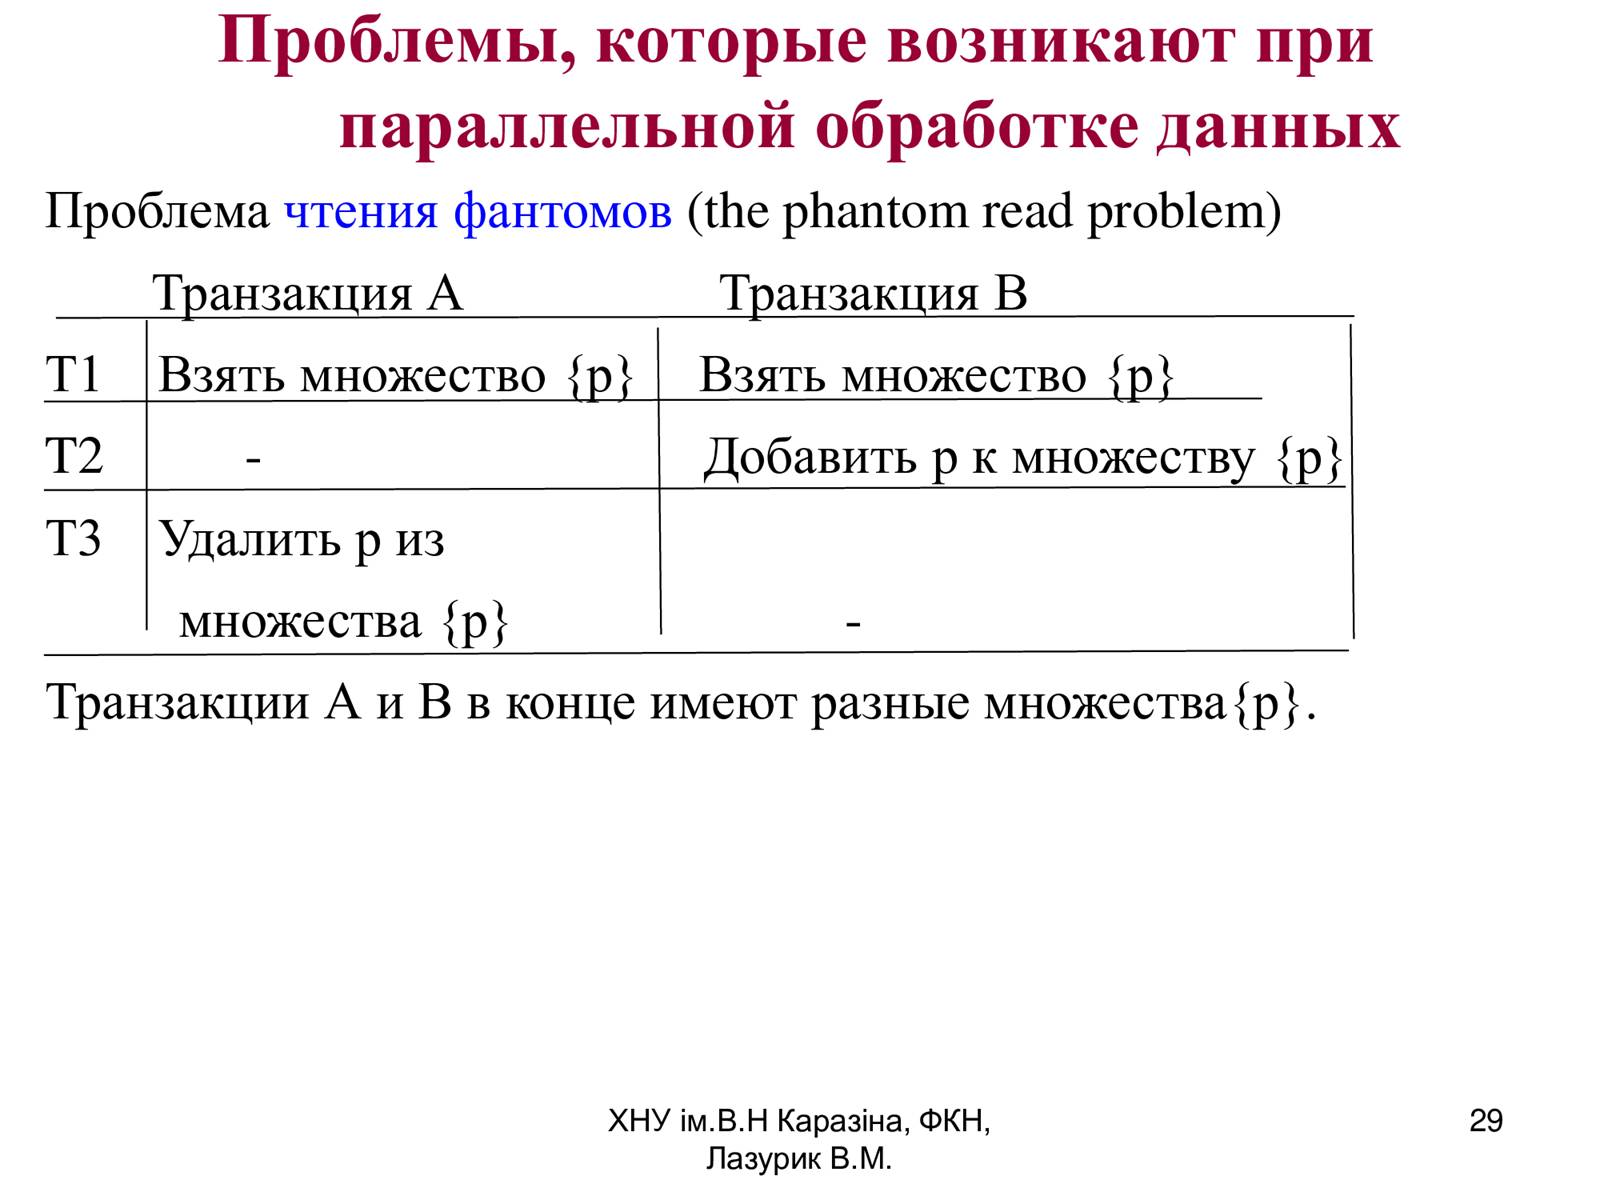 Проблемы, которые возникают при
параллельной обработке данных
Проблема чтения фантомов (the phantom read problem)
Транзакция А Транзакция В
Т1 Взять множество {p} Взять множество {p}
Т2 - Добавить p к множеству {p}
Т3 Удалить p из
множества {p} -
Транзакции А и В в конце имеют разные множества{p}.
ХНУ ім.В.Н Каразіна, ФКН, 29
Лазурик В.М.